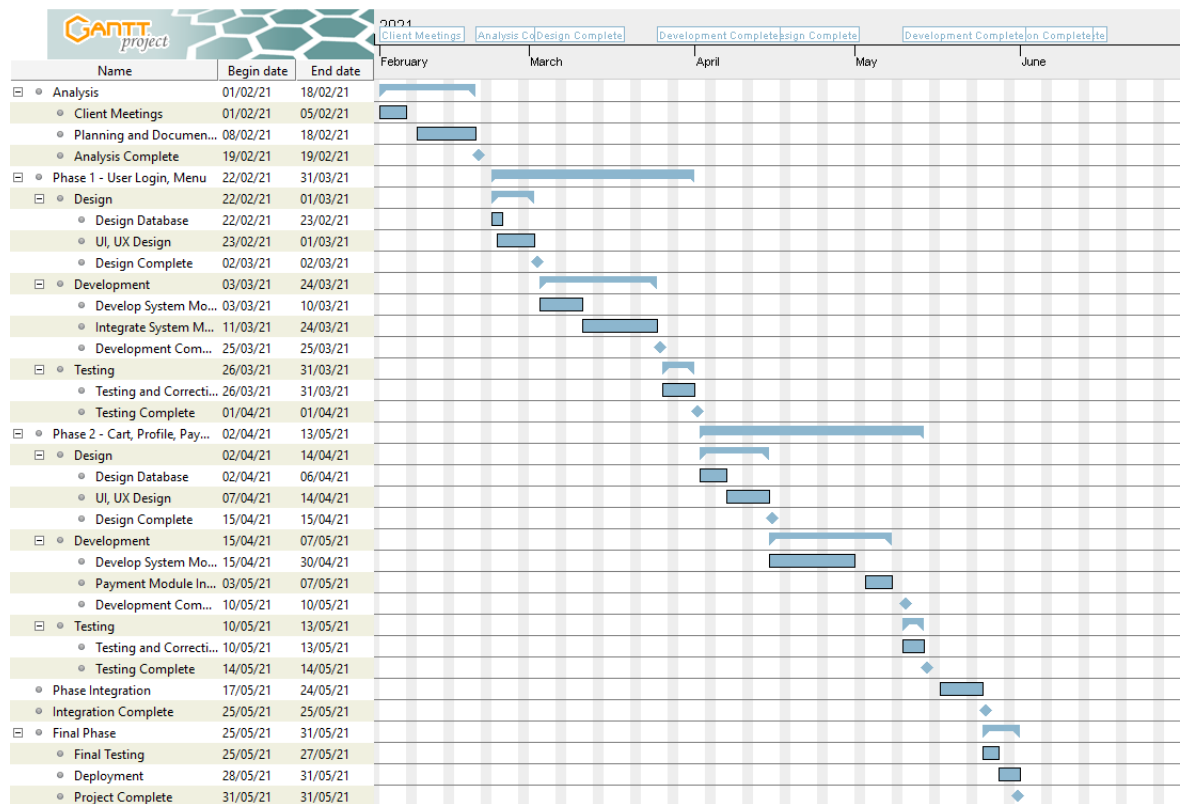 GANTT
project
2021
Client Meetings Analysis Co Design Complete Development Complete esign Complete Development Complete on Complete te
February March April May June
Name Begin date End date
Analysis 01/02/21 18/02/21
Client Meetings 01/02/21 05/02/21
Planning and Documen... 08/02/21 18/02/21
Analysis Complete 19/02/21 19/02/21
Phase 1 - User Login, Menu 22/02/21 31/03/21
Design 22/02/21 01/03/21
Design Database 22/02/21 23/02/21
UI, UX Design 23/02/21 01/03/21
Design Complete 02/03/21 02/03/21
Development 03/03/21 24/03/21
Develop System Mo... 03/03/21 10/03/21
Integrate System M... 11/03/21 24/03/21
Development Com... 25/03/21 25/03/21
Testing 26/03/21 31/03/21
Testing and Correcti... 26/03/21 31/03/21
Testing Complete 01/04/21 01/04/21
Phase 2 - Cart, Profile, Pay... 02/04/21 13/05/21
Design 02/04/21 14/04/21
Design Database 02/04/21 06/04/21
UI, UX Design 07/04/21 14/04/21
Design Complete 15/04/21 15/04/21
Development 15/04/21 07/05/21
Develop System Mo... 15/04/21 30/04/21
Payment Module In... 03/05/21 07/05/21
Development Com... 10/05/21 10/05/21
Testing 10/05/21 13/05/21
Testing and Correcti... 10/05/21 13/05/21
Testing Complete 14/05/21 14/05/21
Phase Integration 17/05/21 24/05/21
Integration Complete 25/05/21 25/05/21
Final Phase 25/05/21 31/05/21
Final Testing 25/05/21 27/05/21
Deployment 28/05/21 31/05/21
Project Complete 31/05/21 31/05/21